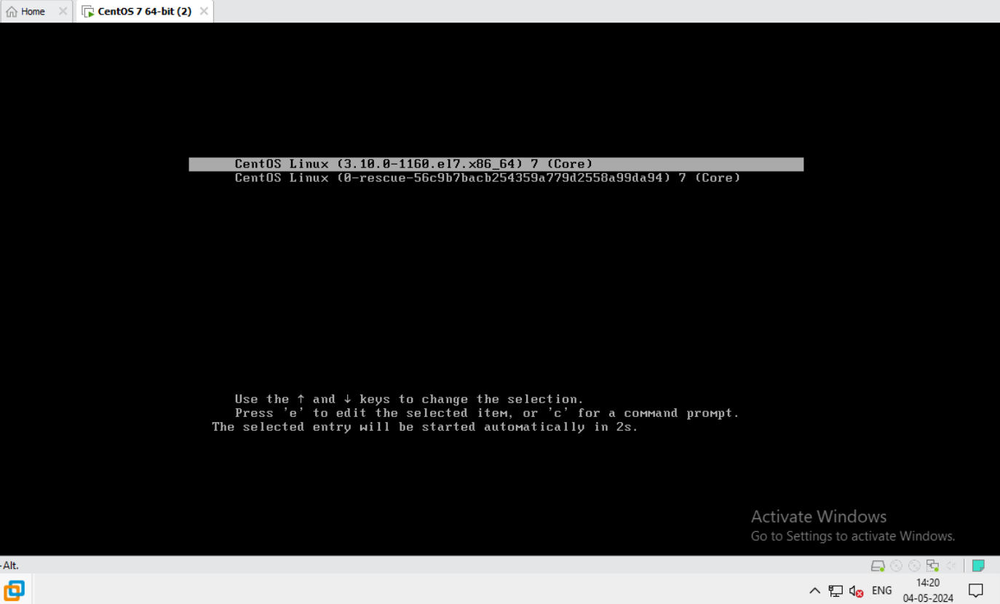 Home
CentOS 7 64-bit (2)
CentOS Linux (3.10.0-1160.el7.x86_64) 7 (Core)
CentOS Linux (0-rescue-56c9b7bacb254359a779d2558a99da94) 7 (Core)
Use the ↑ and ↓ keys to change the selection.
Press 'e' to edit the selected item, or 'c' for a command prompt.
The selected entry will be started automatically in 2s.
Activate Windows
Go to Settings to activate Windows.
-Alt.
ENG
14:20
04-05-2024